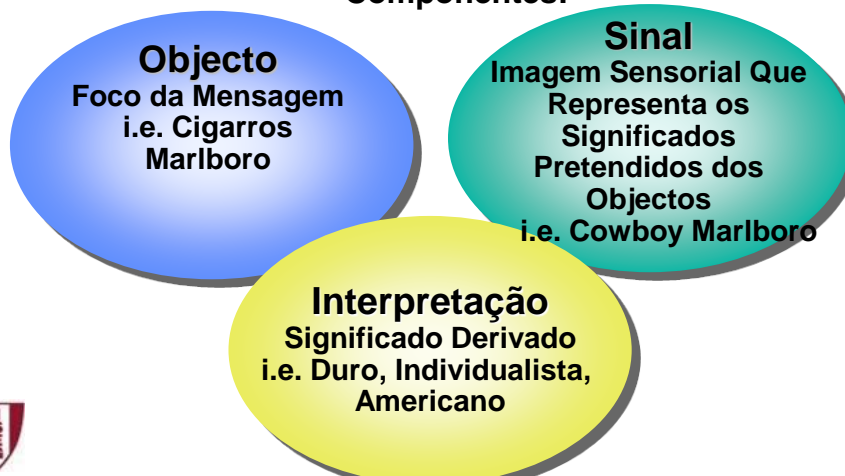 Componentes:
Objecto
Foco da Mensagem
i.e. Cigarros
Marlboro
Sinal
Imagem Sensorial Que
Representa os
Significados
Pretendidos dos
Objectos
i.e. Cowboy Marlboro
Interpretação
Significado Derivado
i.e. Duro, Individualista,
Americano